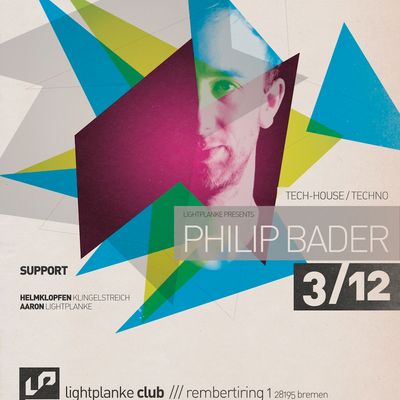 TECH-HOUSE / TECHNO
LIGHTPLANKE PRESENTS
PHILIP BADER
3/12
SUPPORT
HELMKLOPFEN KLINGELSTREICH
AARON LIGHTPLANKE
lightplanke club /// rembertiring 1 28195 bremen